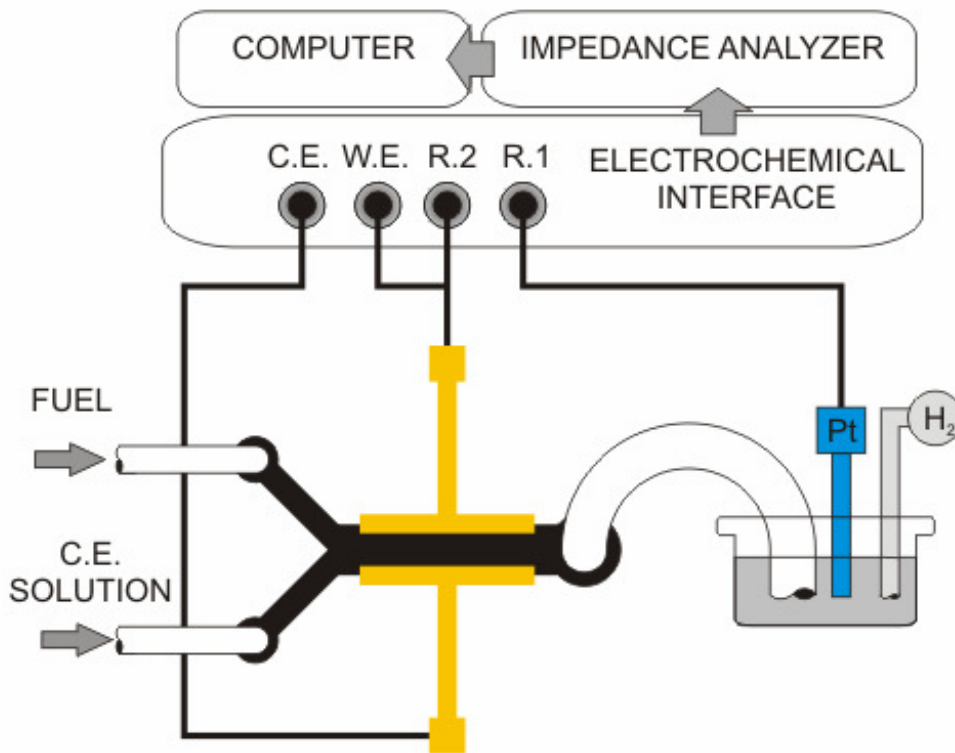 COMPUTER
IMPEDANCE ANALYZER
C.E. W.E. R.2 R.1
ELECTROCHEMICAL
INTERFACE
FUEL
Pt
H₂
C.E.
SOLUTION